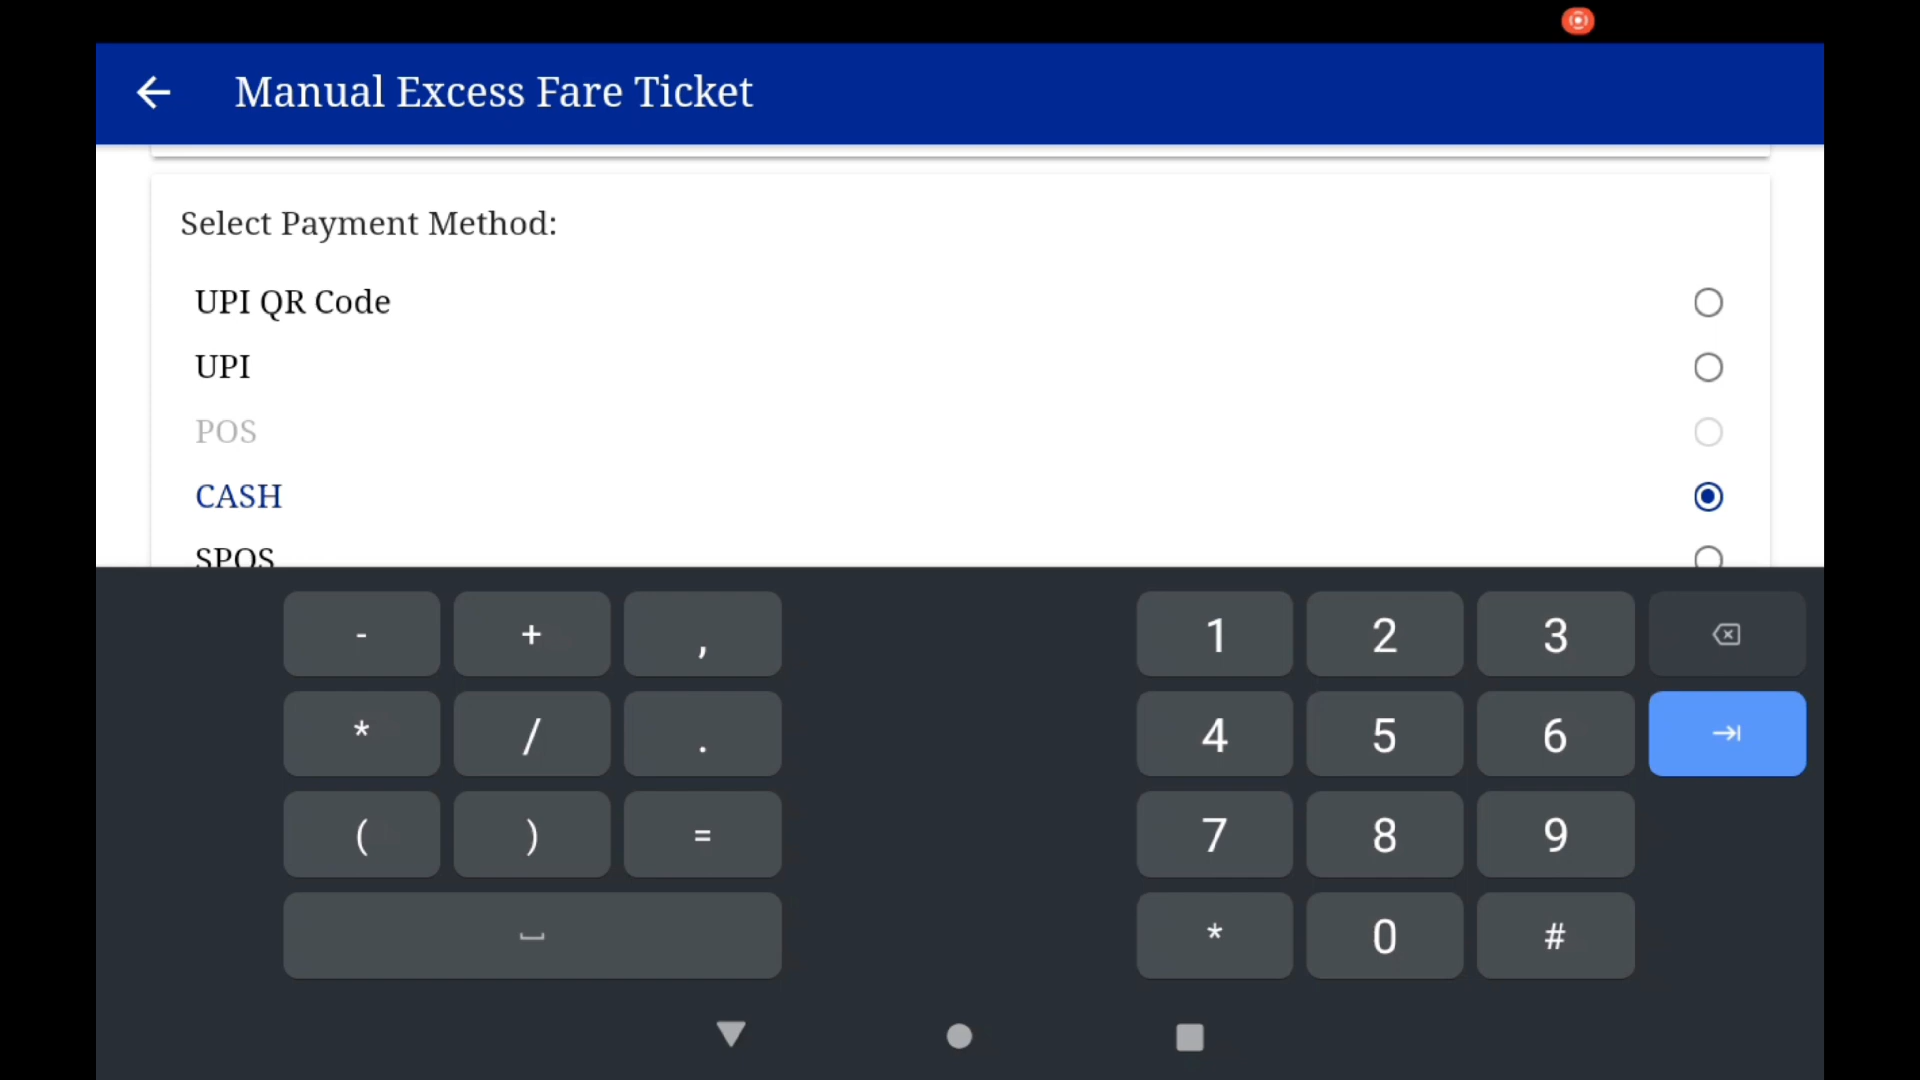 Manual Excess Fare Ticket
Select Payment Method:
UPI QR Code
UPI
POS
CASH
SPOS
- + , 1 2 3
* / . 4 5 6
( ) = 7 8 9
* 0 #